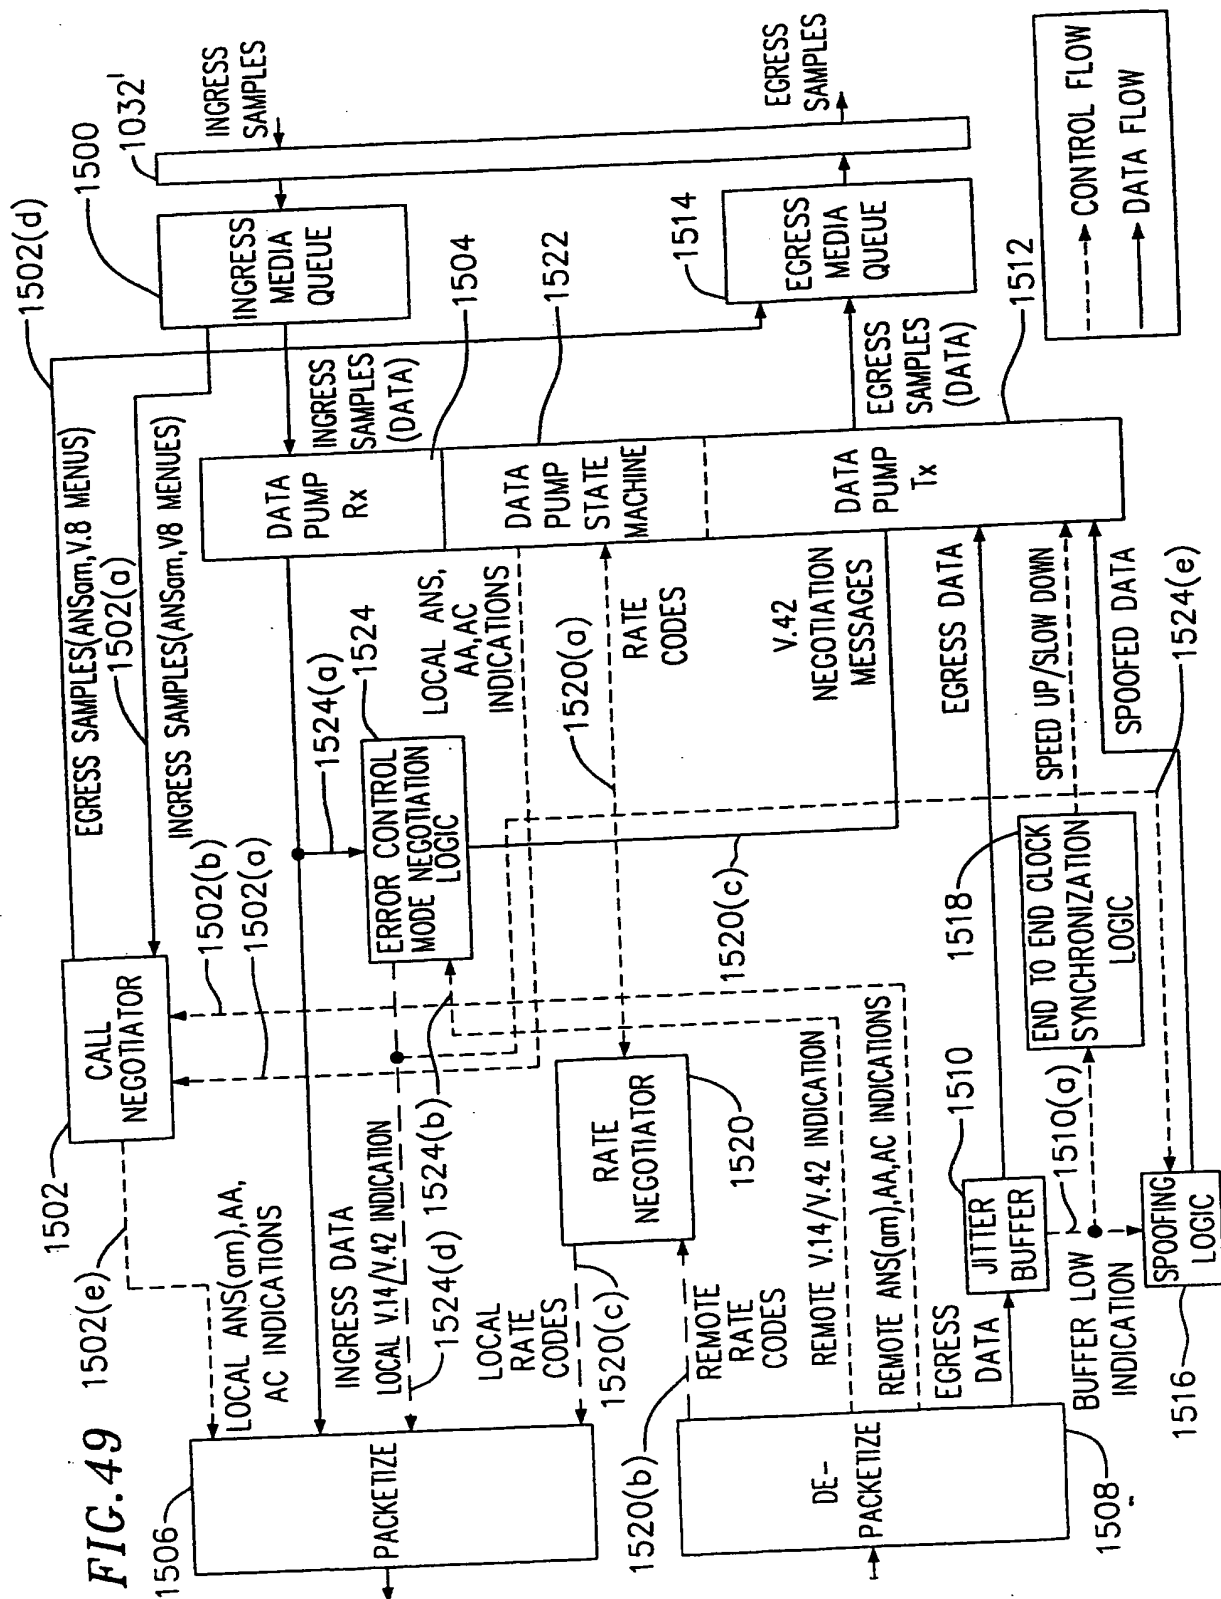 FIG. 49
1506
PACKETIZE
1502(e)
1502
LOCAL ANS(am),AA,
AC INDICATIONS
CALL
NEGOTIATOR
1502(b)
1502(a)
EGRESS SAMPLES(ANSam,V.8 MENUS)
1502(a)
INGRESS SAMPLES(ANSam,V8 MENUES)
1502(d)
INGRESS
MEDIA
QUEUE
1500
1032'
INGRESS
SAMPLES
INGRESS DATA
LOCAL V.14/V.42 INDICATION
1524(d)
1524(b)
LOCAL
RATE
CODES
1520(c)
ERROR CONTROL
MODE NEGOTIATION
LOGIC
1524(a)
1524
DATA
PUMP
Rx
INGRESS
SAMPLES
(DATA)
1504
DATA
PUMP
STATE
MACHINE
1522
LOCAL ANS,
AA,AC
INDICATIONS
1520(a)
RATE
CODES
RATE
NEGOTIATOR
1520
1520(b)
REMOTE
RATE
CODES
1520(c)
V.42
NEGOTIATION
MESSAGES
DATA
PUMP
Tx
EGRESS
SAMPLES
(DATA)
1512
EGRESS
MEDIA
QUEUE
1514
EGRESS
SAMPLES
DE-
PACKETIZE
1508
REMOTE V.14/V.42 INDICATION
REMOTE ANS(am),AA,AC INDICATIONS
EGRESS
DATA
JITTER
BUFFER
1510
1510(a)
BUFFER LOW
INDICATION
END TO END CLOCK
SYNCHRONIZATION
LOGIC
1518
EGRESS DATA
SPEED UP/SLOW DOWN
SPOOFED DATA
1524(e)
SPOOFING
LOGIC
1516
CONTROL FLOW
DATA FLOW